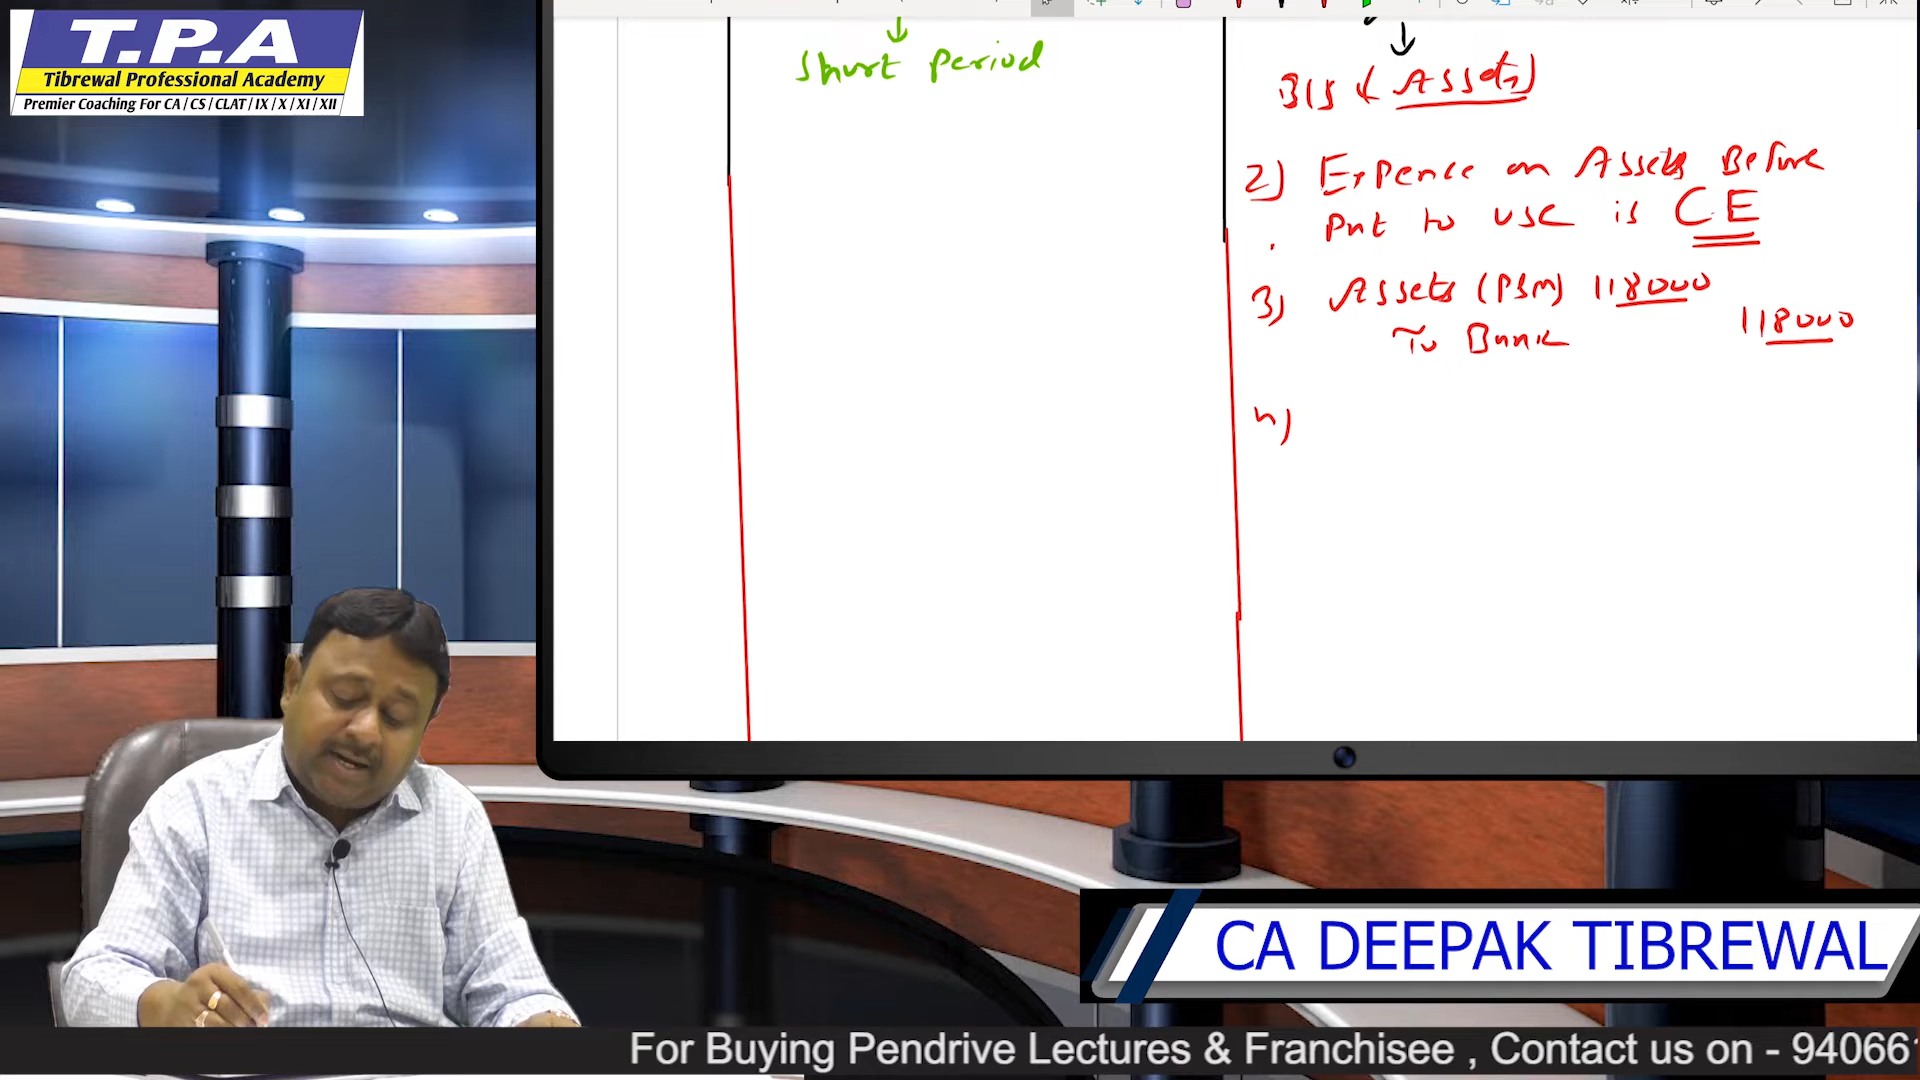 T.P.A
Tibrewal Professional Academy
Premier Coaching For CA / CS / CLAT / IX / X / XI / XII
Short Period
B/S (Assets)
2) Expence on Assets Before
Put to use is C.E
3) Assets (P&M) 118000
To Bank 118000
4)
CA DEEPAK TIBREWAL
For Buying Pendrive Lectures & Franchisee , Contact us on - 94066